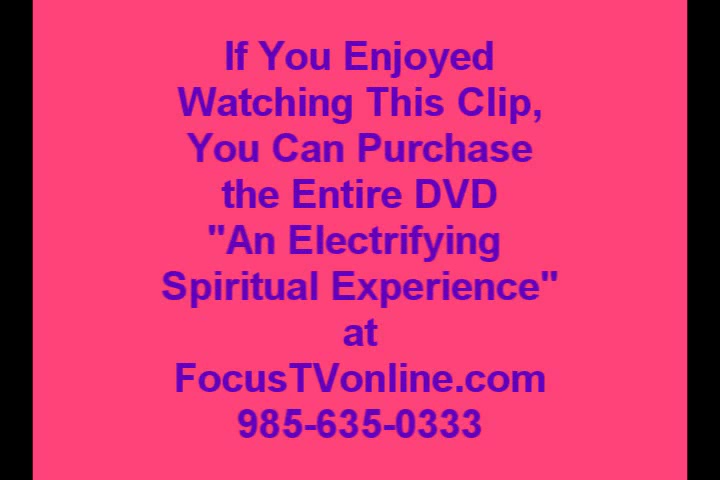 If You Enjoyed
Watching This Clip,
You Can Purchase
the Entire DVD
"An Electrifying
Spiritual Experience"
at
FocusTVonline.com
985-635-0333